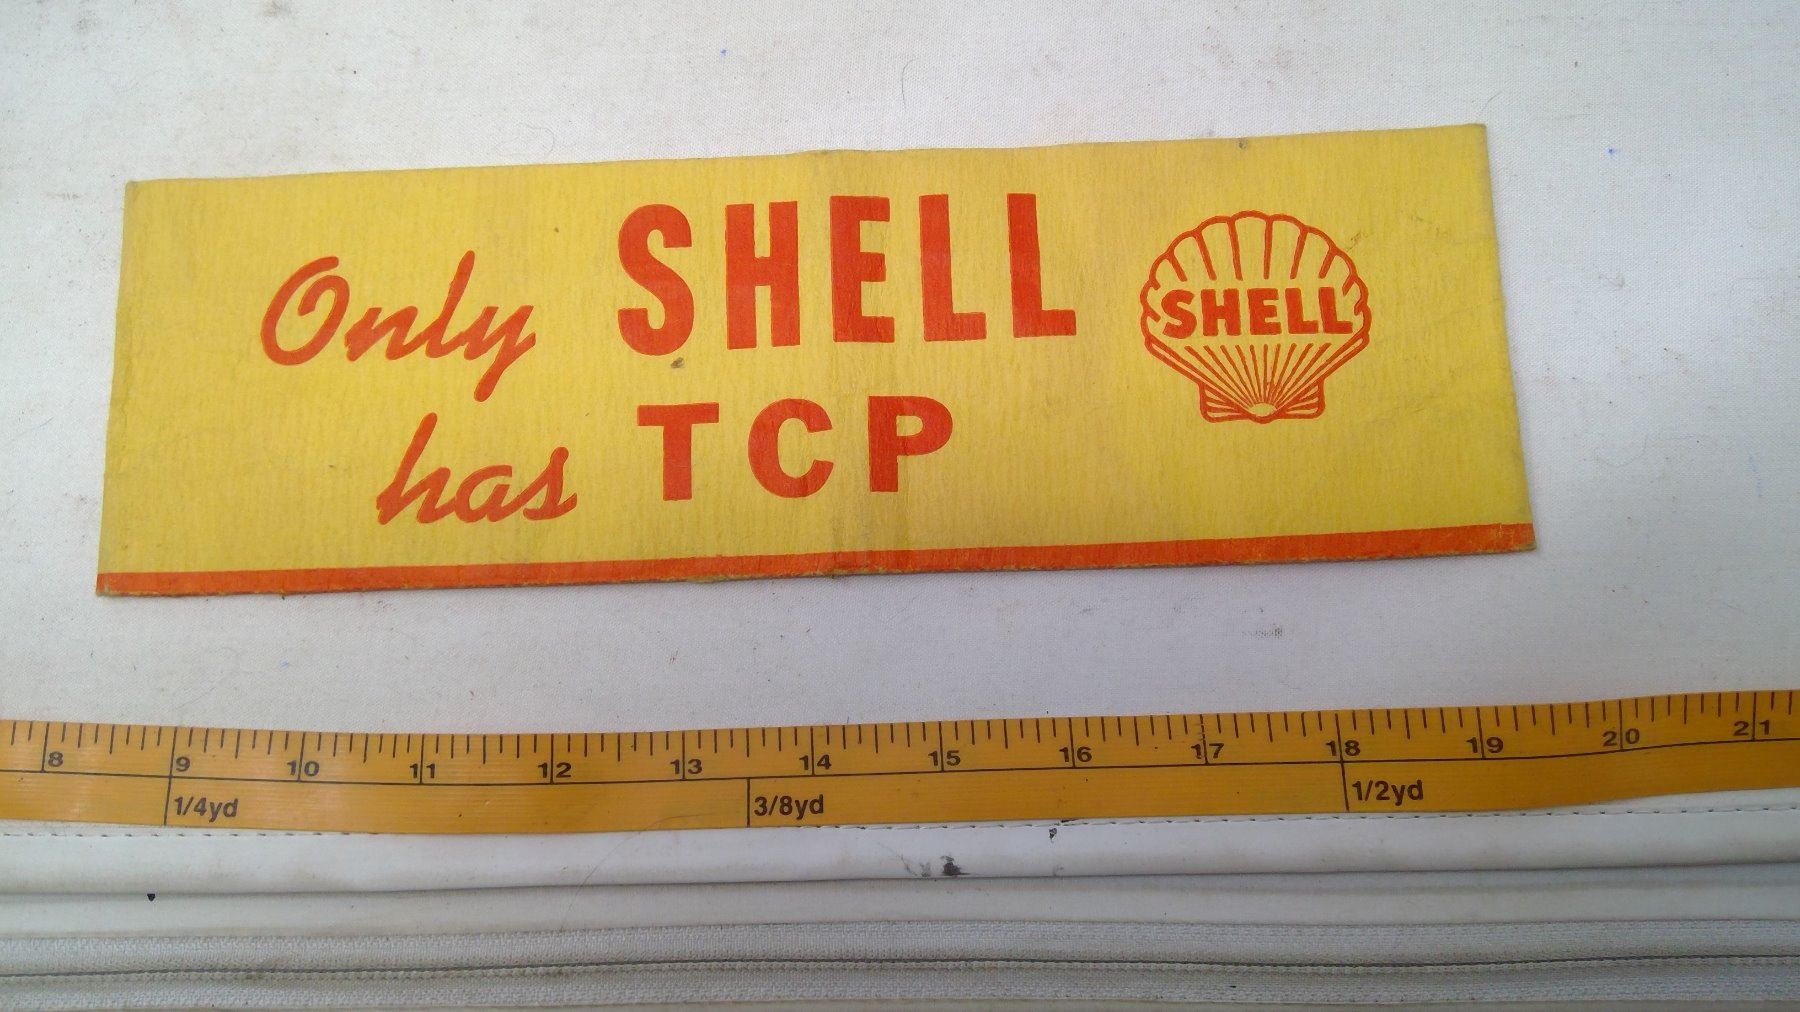 Only SHELL
SHELL
has TCP
8 9 10 11 12 13 14 15 16 17 18 19 20 21
1/4yd 3/8yd 1/2yd